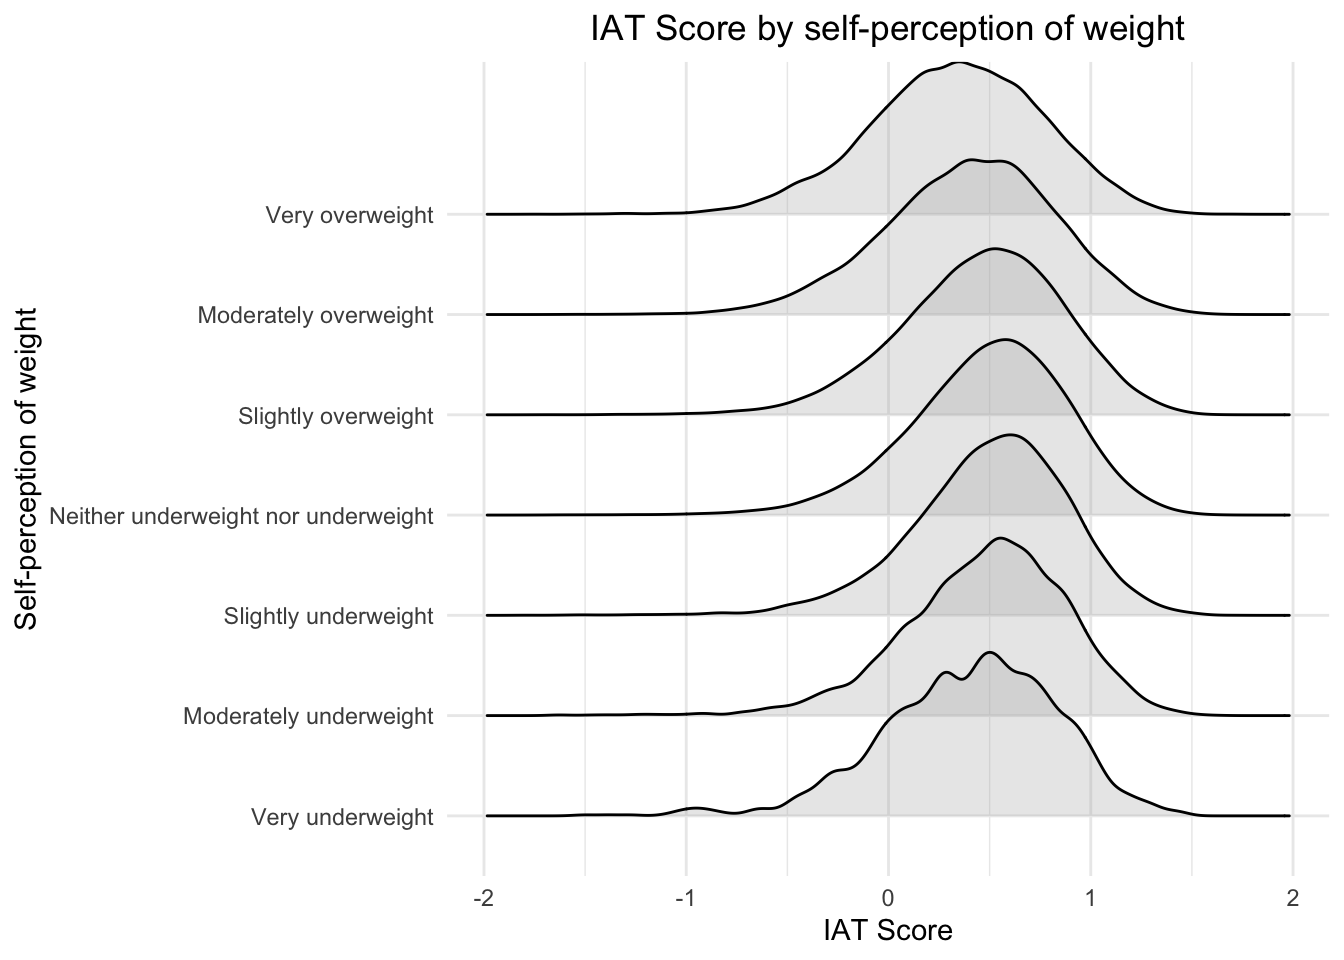 IAT Score by self-perception of weight
Self-perception of weight
Very overweight
Moderately overweight
Slightly overweight
Neither underweight nor underweight
Slightly underweight
Moderately underweight
Very underweight
-2 -1 0 1 2
IAT Score